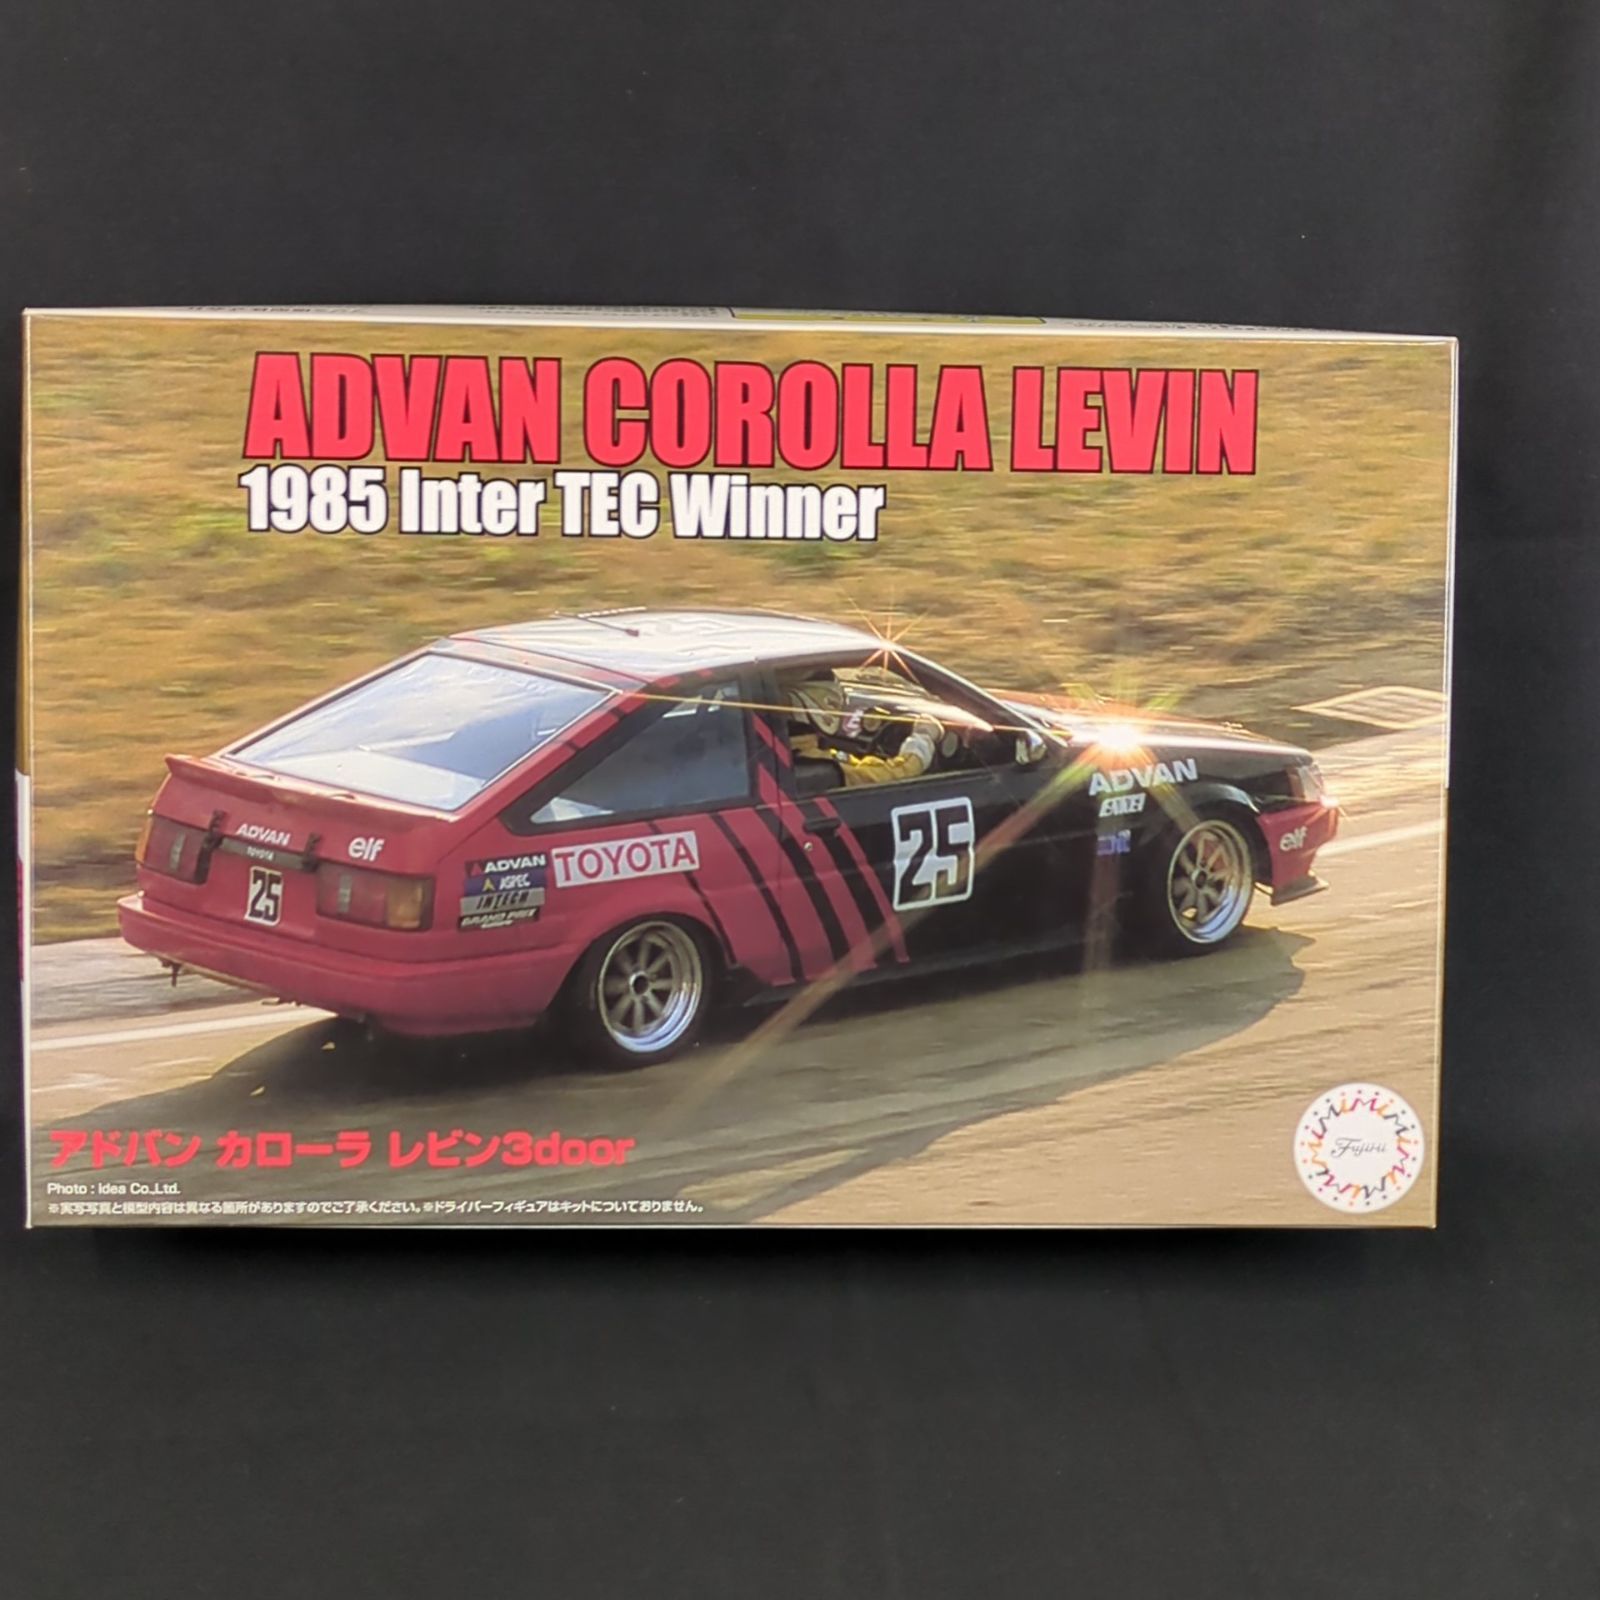 ADVAN COROLLA LEVIN
1985 Inter TEC Winner
ADVAN
25
ADVAN
TOYOTA
elf
25
ADVAN
TOYOTA
INTECH
elf
アドバン カローラ レビン3door
Photo : Idea Co.,Ltd.
※実写写真と模型内容は異なる箇所がありますのでご了承ください。※ドライバーフィギュアはキットについておりません。
Fujimi